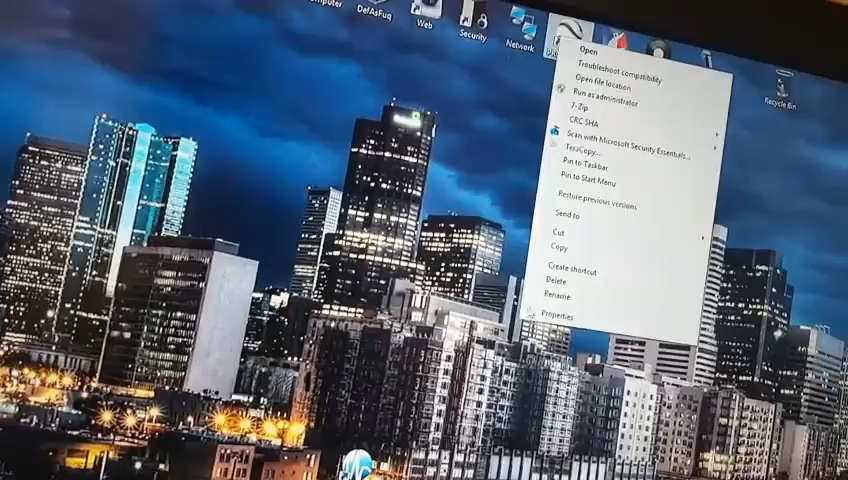 DefAsFuq
Web
Security
Network
Recycle Bin
Open
Troubleshoot compatibility
Open file location
Run as administrator
7-Zip
CRC SHA
Scan with Microsoft Security Essentials...
TeraCopy...
Pin to Taskbar
Pin to Start Menu
Restore previous versions
Send to
Cut
Copy
Create shortcut
Delete
Rename
Properties